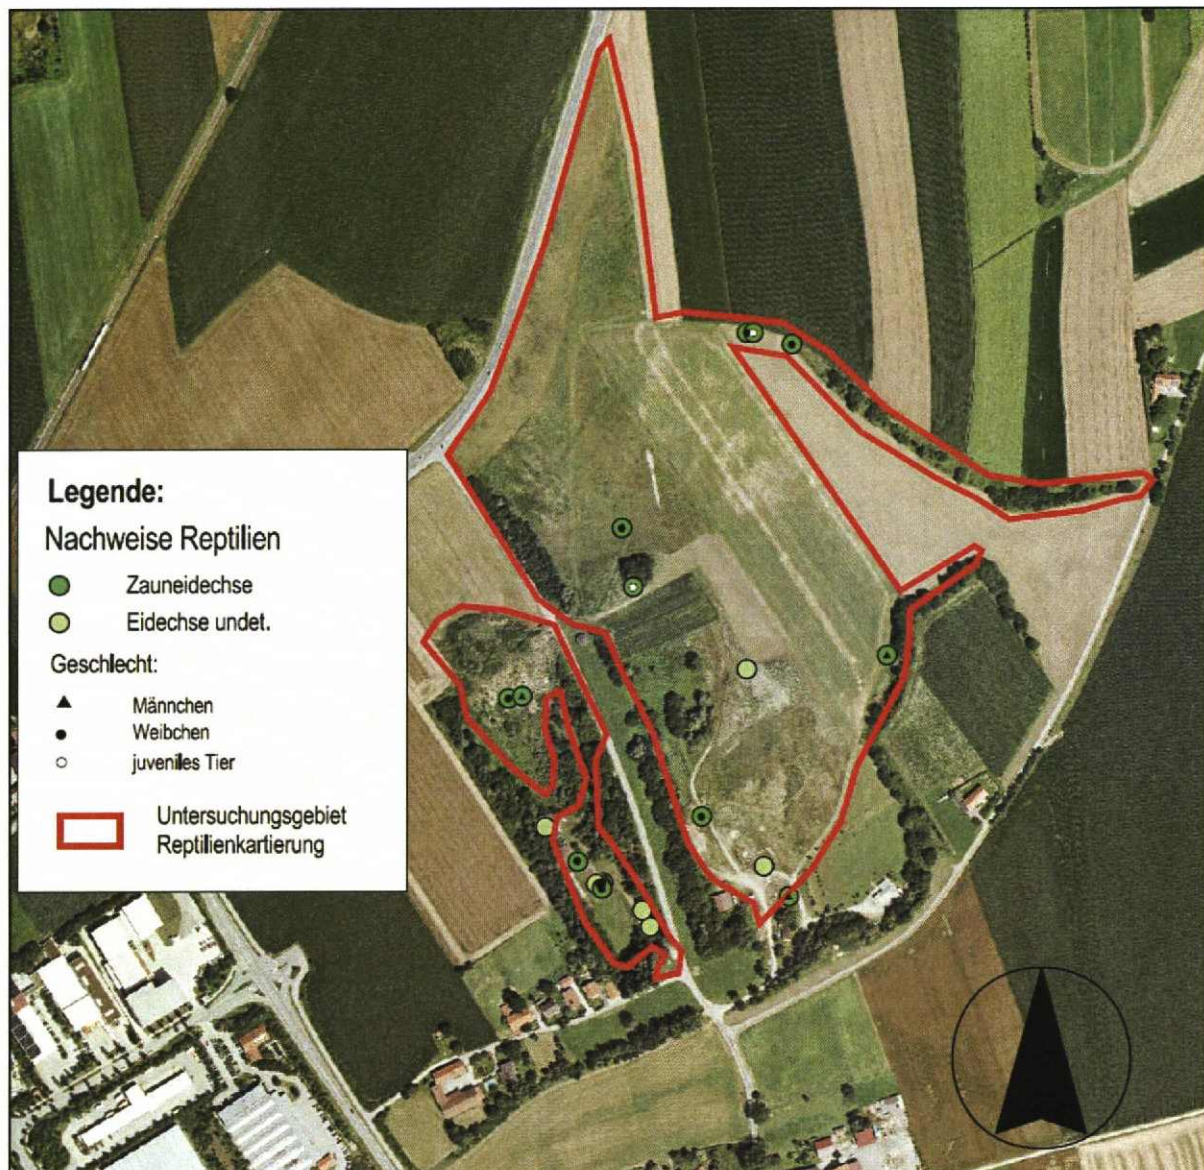 Legende:
Nachweise Reptilien
Zauneidechse
Eidechse undet.
Geschlecht:
Männchen
Weibchen
juveniles Tier
Untersuchungsgebiet
Reptilienkartierung